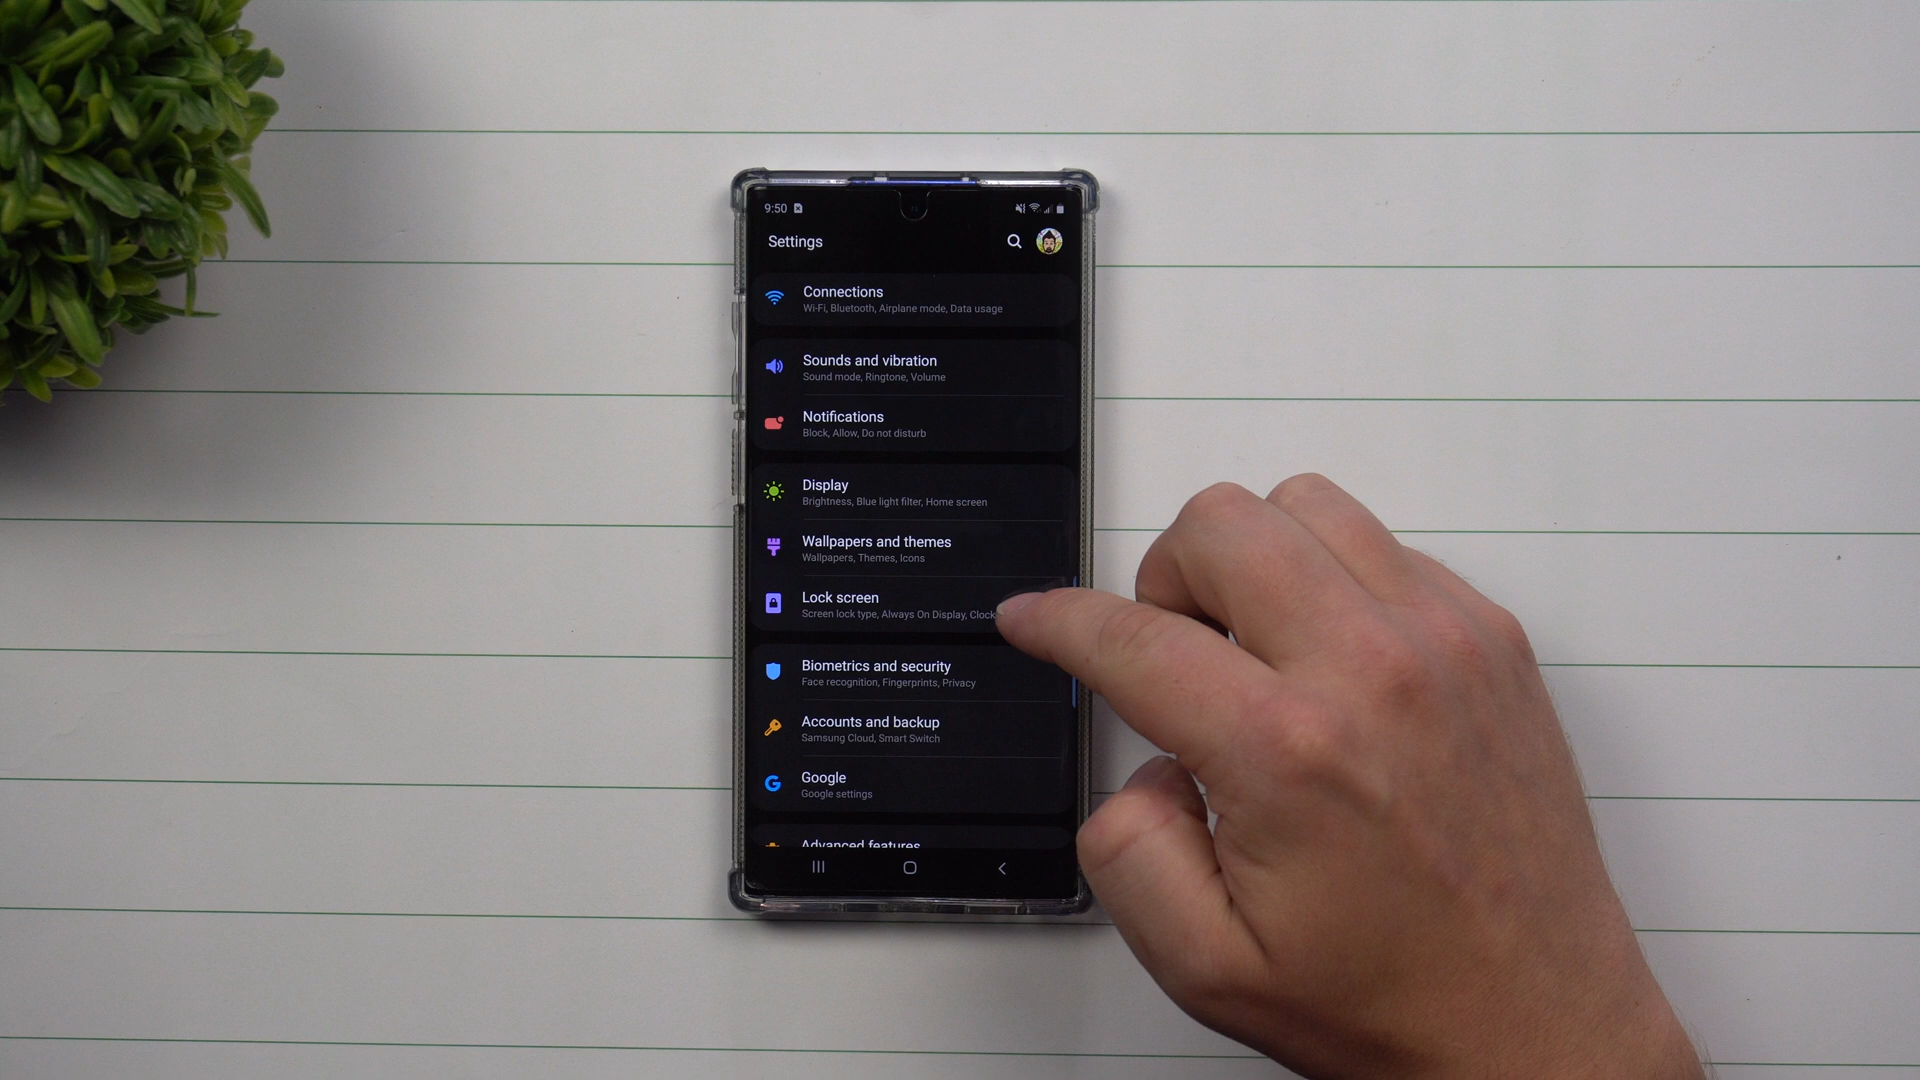 9:50
Settings
Connections
Wi-Fi, Bluetooth, Airplane mode, Data usage
Sounds and vibration
Sound mode, Ringtone, Volume
Notifications
Block, Allow, Do not disturb
Display
Brightness, Blue light filter, Home screen
Wallpapers and themes
Wallpapers, Themes, Icons
Lock screen
Screen lock type, Always On Display, Clock
Biometrics and security
Face recognition, Fingerprints, Privacy
Accounts and backup
Samsung Cloud, Smart Switch
Google
Google settings
Advanced features